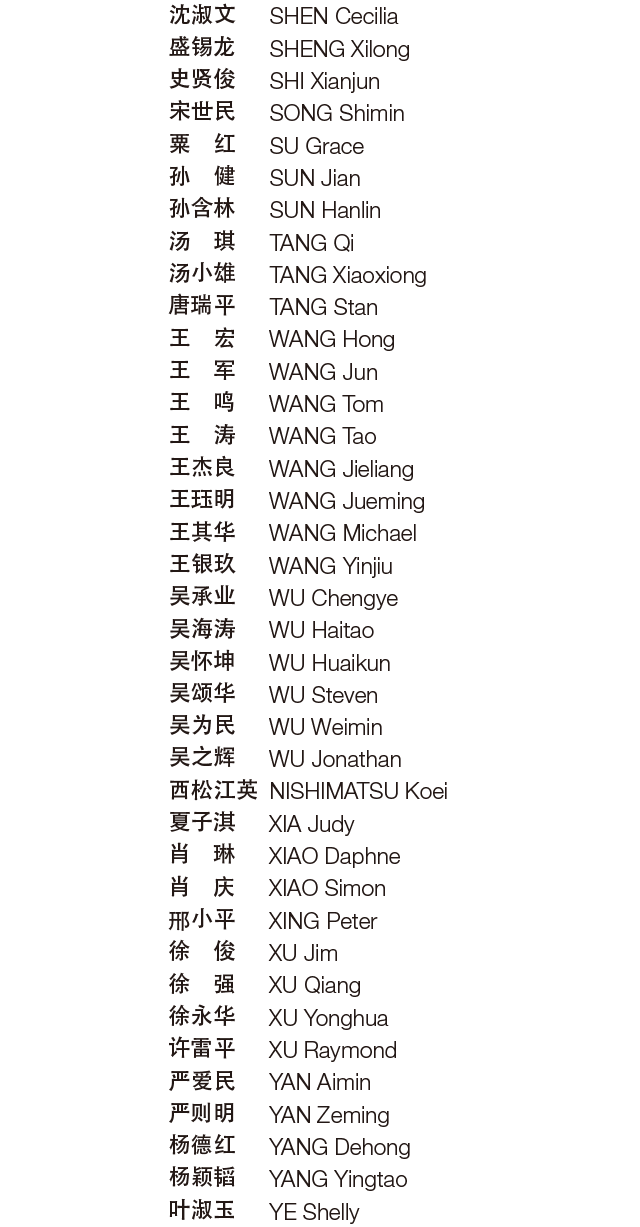 沈淑文 SHEN Cecilia
盛锡龙 SHENG Xilong
史贤俊 SHI Xianjun
宋世民 SONG Shimin
粟 红 SU Grace
孙 健 SUN Jian
孙含林 SUN Hanlin
汤 琪 TANG Qi
汤小雄 TANG Xiaoxiong
唐瑞平 TANG Stan
王 宏 WANG Hong
王 军 WANG Jun
王 鸣 WANG Tom
王 涛 WANG Tao
王杰良 WANG Jieliang
王珏明 WANG Jueming
王其华 WANG Michael
王银玖 WANG Yinjiu
吴承业 WU Chengye
吴海涛 WU Haitao
吴怀坤 WU Huaikun
吴颂华 WU Steven
吴为民 WU Weimin
吴之辉 WU Jonathan
西松江英 NISHIMATSU Koei
夏子淇 XIA Judy
肖 琳 XIAO Daphne
肖 庆 XIAO Simon
邢小平 XING Peter
徐 俊 XU Jim
徐 强 XU Qiang
徐永华 XU Yonghua
许雷平 XU Raymond
严爱民 YAN Aimin
严则明 YAN Zeming
杨德红 YANG Dehong
杨颖韬 YANG Yingtao
叶淑玉 YE Shelly